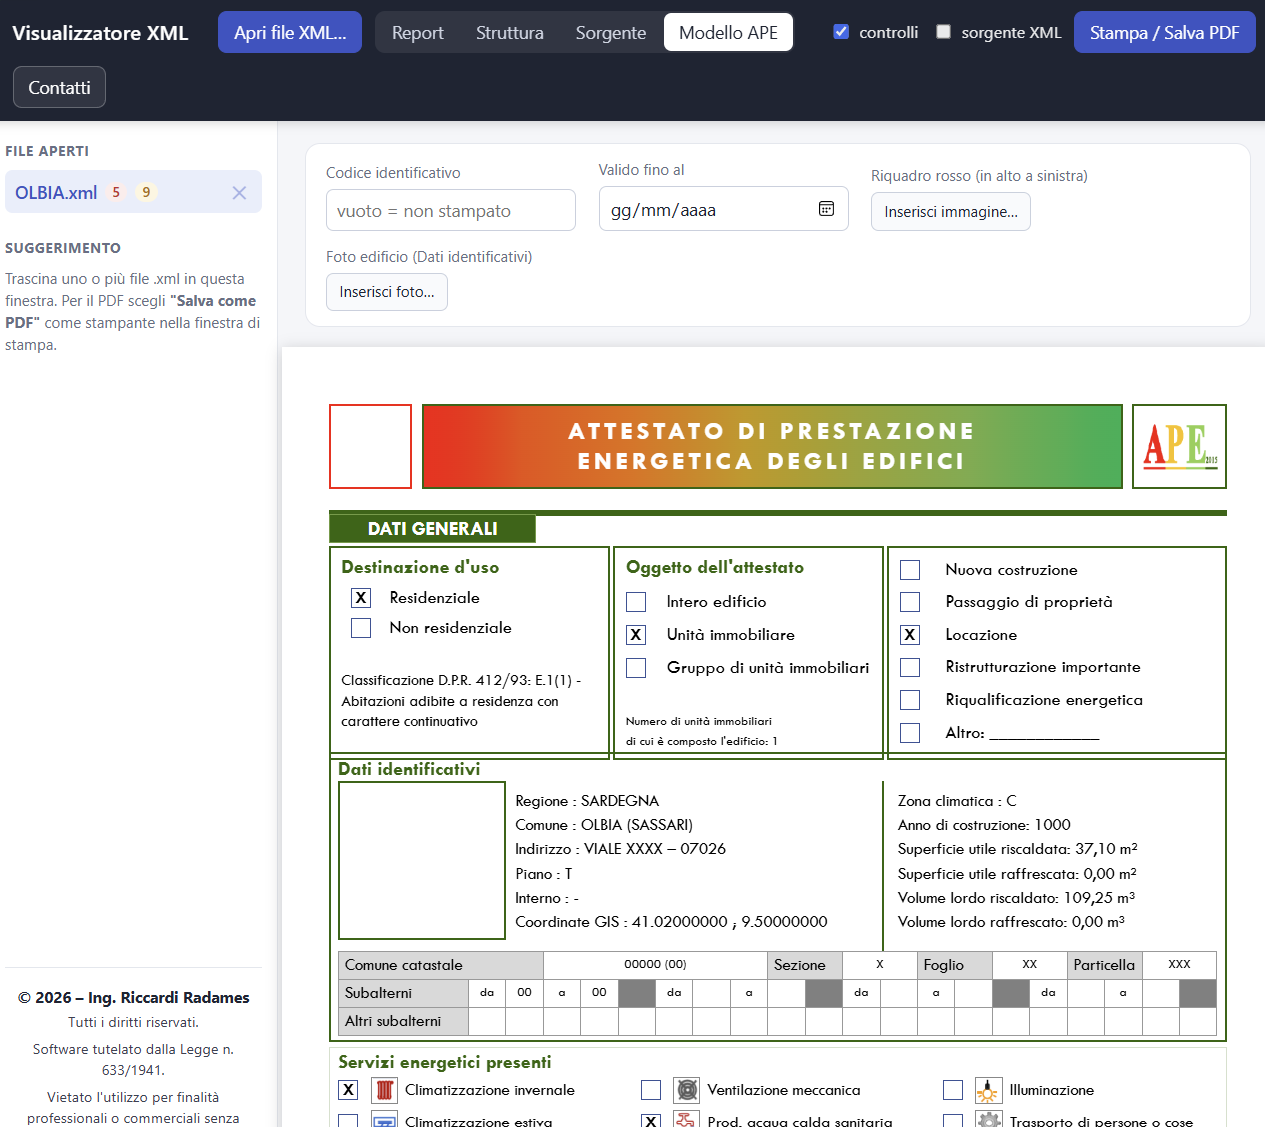 Visualizzatore XML
Apri file XML...
Report
Struttura
Sorgente
Modello APE
controlli
sorgente XML
Stampa / Salva PDF
Contatti
FILE APERTI
OLBIA.xml 5 9
SUGGERIMENTO
Trascina uno o più file .xml in questa
finestra. Per il PDF scegli "Salva come
PDF" come stampante nella finestra di
stampa.
© 2026 – Ing. Riccardi Radames
Tutti i diritti riservati.
Software tutelato dalla Legge n.
633/1941.
Vietato l'utilizzo per finalità
professionali o commerciali senza
Codice identificativo
vuoto = non stampato
Valido fino al
gg/mm/aaaa
Riquadro rosso (in alto a sinistra)
Inserisci immagine...
Foto edificio (Dati identificativi)
Inserisci foto...
ATTESTATO DI PRESTAZIONE
ENERGETICA DEGLI EDIFICI
APE 2015
DATI GENERALI
Destinazione d'uso
X Residenziale
Non residenziale
Classificazione D.P.R. 412/93: E.1(1) -
Abitazioni adibite a residenza con
carattere continuativo
Oggetto dell'attestato
Intero edificio
X Unità immobiliare
Gruppo di unità immobiliari
Numero di unità immobiliari
di cui è composto l'edificio: 1
Nuova costruzione
Passaggio di proprietà
X Locazione
Ristrutturazione importante
Riqualificazione energetica
Altro: ______________
Dati identificativi
Regione : SARDEGNA
Comune : OLBIA (SASSARI)
Indirizzo : VIALE XXXX – 07026
Piano : T
Interno : -
Coordinate GIS : 41.02000000 ; 9.50000000
Zona climatica : C
Anno di costruzione: 1000
Superficie utile riscaldata: 37,10 m²
Superficie utile raffrescata: 0,00 m²
Volume lordo riscaldato: 109,25 m³
Volume lordo raffrescato: 0,00 m³
Comune catastale 00000 (00) Sezione X Foglio XX Particella XXX
Subalterni da 00 a 00 da a da a da a
Altri subalterni
Servizi energetici presenti
X Climatizzazione invernale
Ventilazione meccanica
Illuminazione
Climatizzazione estiva
X Prod. acqua calda sanitaria
Trasporto di persone o cose